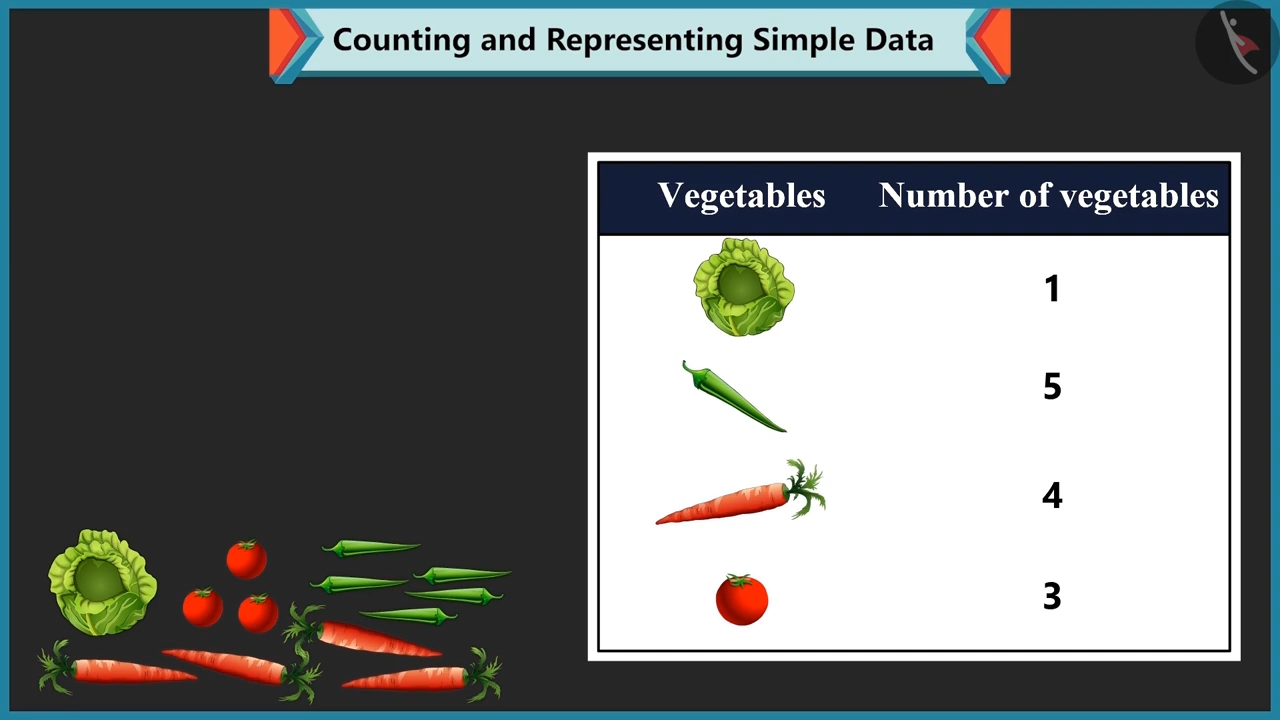 Counting and Representing Simple Data
Vegetables Number of vegetables
1
5
4
3